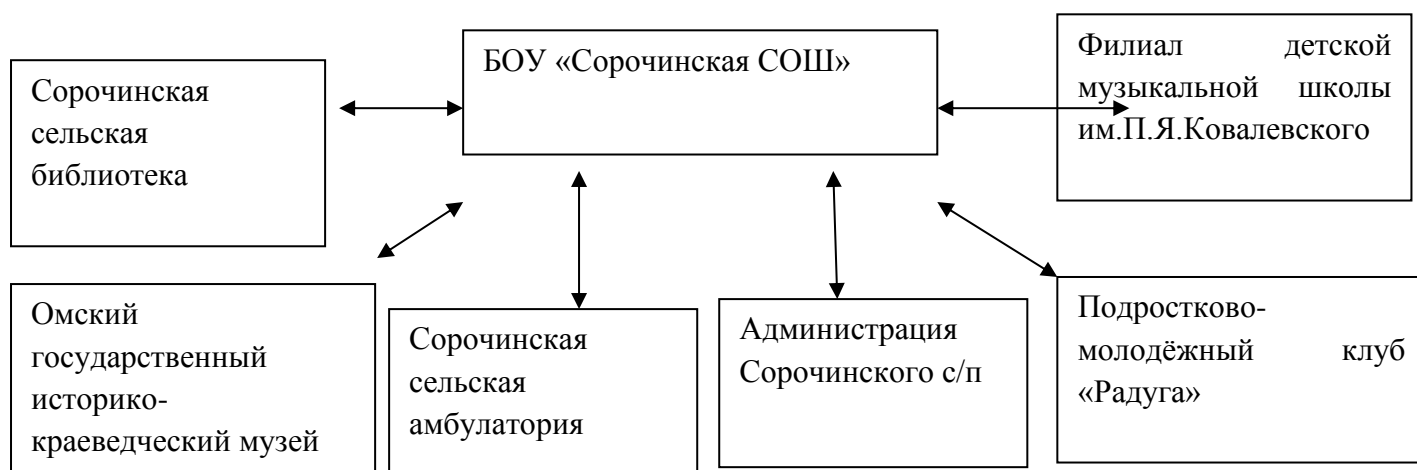 БОУ «Сорочинская СОШ»
Филиал детской
музыкальной школы
им.П.Я.Ковалевского
Сорочинская
сельская
библиотека
Омский
государственный
историко-
краеведческий музей
Сорочинская
сельская
амбулатория
Администрация
Сорочинского с/п
Подростково-
молодёжный клуб
«Радуга»